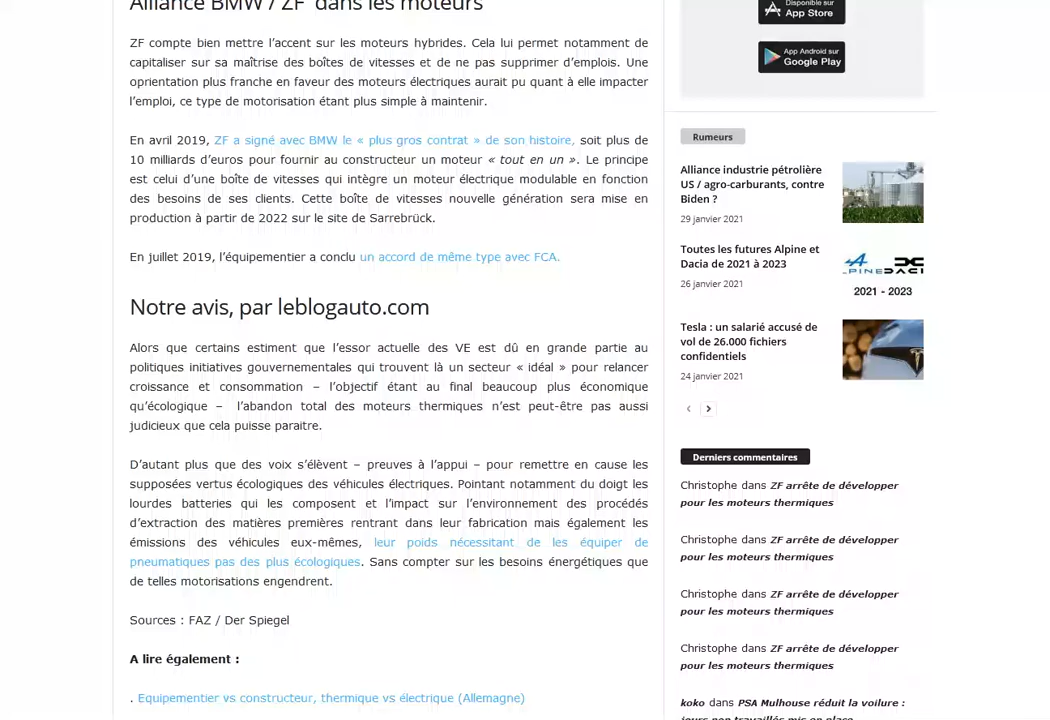 Alliance BMW / ZF dans les moteurs
ZF compte bien mettre l’accent sur les moteurs hybrides. Cela lui permet notamment de
capitaliser sur sa maîtrise des boîtes de vitesses et de ne pas supprimer d’emplois. Une
oprientation plus franche en faveur des moteurs électriques aurait pu quant à elle impacter
l’emploi, ce type de motorisation étant plus simple à maintenir.
En avril 2019, ZF a signé avec BMW le « plus gros contrat » de son histoire, soit plus de
10 milliards d’euros pour fournir au constructeur un moteur « tout en un ». Le principe
est celui d’une boîte de vitesses qui intègre un moteur électrique modulable en fonction
des besoins de ses clients. Cette boîte de vitesses nouvelle génération sera mise en
production à partir de 2022 sur le site de Sarrebrück.
En juillet 2019, l’équipementier a conclu un accord de même type avec FCA.
Notre avis, par leblogauto.com
Alors que certains estiment que l’essor actuelle des VE est dû en grande partie au
politiques initiatives gouvernementales qui trouvent là un secteur « idéal » pour relancer
croissance et consommation – l’objectif étant au final beaucoup plus économique
qu’écologique – l’abandon total des moteurs thermiques n’est peut-être pas aussi
judicieux que cela puisse paraitre.
D’autant plus que des voix s’élèvent – preuves à l’appui – pour remettre en cause les
supposées vertus écologiques des véhicules électriques. Pointant notamment du doigt les
lourdes batteries qui les composent et l’impact sur l’environnement des procédés
d’extraction des matières premières rentrant dans leur fabrication mais également les
émissions des véhicules eux-mêmes, leur poids nécessitant de les équiper de
pneumatiques pas des plus écologiques. Sans compter sur les besoins énergétiques que
de telles motorisations engendrent.
Sources : FAZ / Der Spiegel
A lire également :
. Equipementier vs constructeur, thermique vs électrique (Allemagne)
Disponible sur
App Store
App Android sur
Google Play
Rumeurs
Alliance industrie pétrolière
US / agro-carburants, contre
Biden ?
29 janvier 2021
Toutes les futures Alpine et
Dacia de 2021 à 2023
26 janvier 2021
2021 - 2023
Tesla : un salarié accusé de
vol de 26.000 fichiers
confidentiels
24 janvier 2021
Derniers commentaires
Christophe dans ZF arrête de développer
pour les moteurs thermiques
Christophe dans ZF arrête de développer
pour les moteurs thermiques
Christophe dans ZF arrête de développer
pour les moteurs thermiques
Christophe dans ZF arrête de développer
pour les moteurs thermiques
koko dans PSA Mulhouse réduit la voilure :
jours non travaillés mis en place